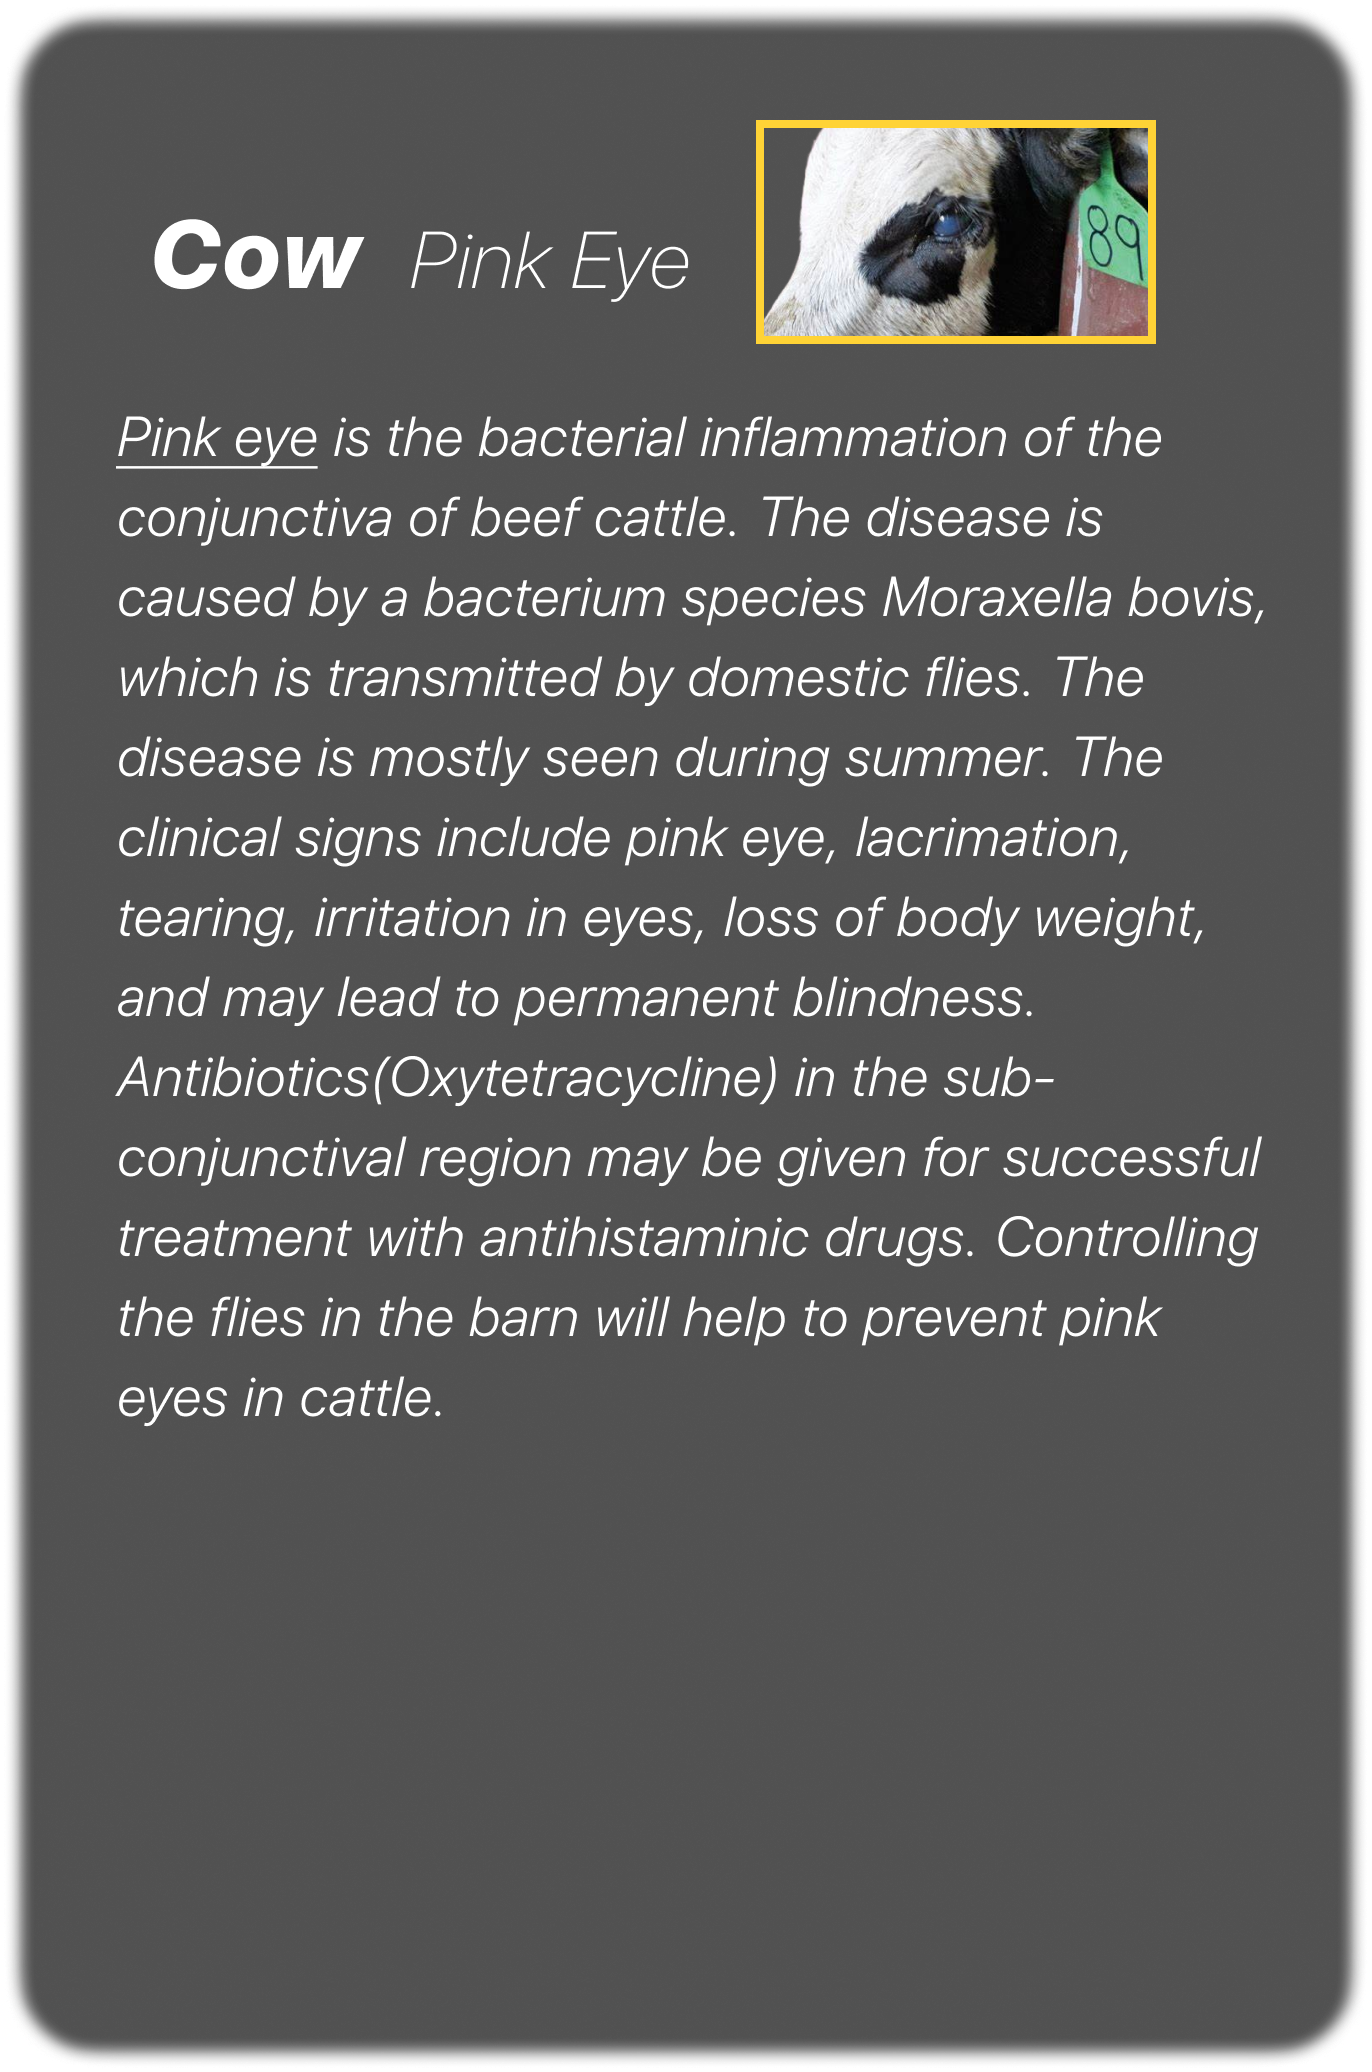 Cow Pink Eye
89
Pink eye is the bacterial inflammation of the
conjunctiva of beef cattle. The disease is
caused by a bacterium species Moraxella bovis,
which is transmitted by domestic flies. The
disease is mostly seen during summer. The
clinical signs include pink eye, lacrimation,
tearing, irritation in eyes, loss of body weight,
and may lead to permanent blindness.
Antibiotics(Oxytetracycline) in the sub-
conjunctival region may be given for successful
treatment with antihistaminic drugs. Controlling
the flies in the barn will help to prevent pink
eyes in cattle.